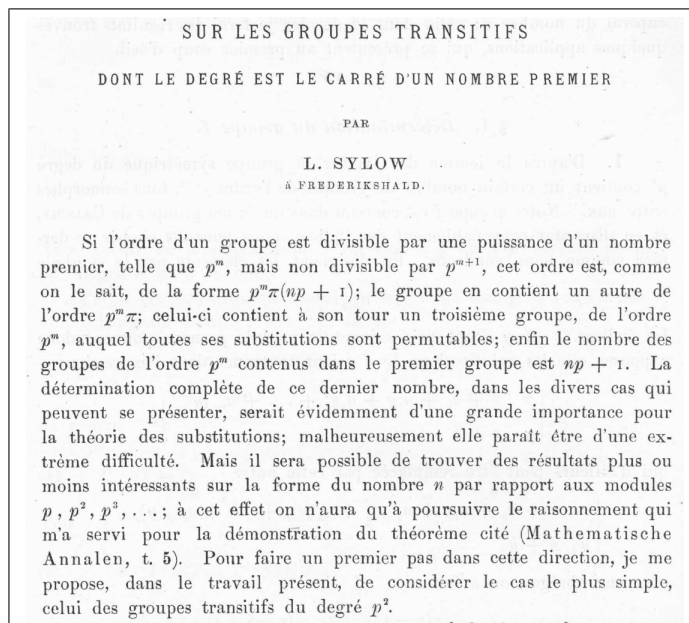 SUR LES GROUPES TRANSITIFS
DONT LE DEGRÉ EST LE CARRÉ D'UN NOMBRE PREMIER
PAR
L. SYLOW
à FREDERIKSHALD.
Si l'ordre d'un groupe est divisible par une puissance d'un nombre
premier, telle que pᵐ, mais non divisible par pᵐ⁺¹, cet ordre est, comme
on le sait, de la forme pᵐπ(np + 1); le groupe en contient un autre de
l'ordre pᵐπ; celui-ci contient à son tour un troisième groupe, de l'ordre
pᵐ, auquel toutes ses substitutions sont permutables; enfin le nombre des
groupes de l'ordre pᵐ contenus dans le premier groupe est np + 1. La
détermination complète de ce dernier nombre, dans les divers cas qui
peuvent se présenter, serait évidemment d'une grande importance pour
la théorie des substitutions; malheureusement elle paraît être d'une ex-
trème difficulté. Mais il sera possible de trouver des résultats plus ou
moins intéressants sur la forme du nombre n par rapport aux modules
p, p², p³, ...; à cet effet on n'aura qu'à poursuivre le raisonnement qui
m'a servi pour la démonstration du théorème cité (Mathematische
Annalen, t. 5). Pour faire un premier pas dans cette direction, je me
propose, dans le travail présent, de considérer le cas le plus simple,
celui des groupes transitifs du degré p².